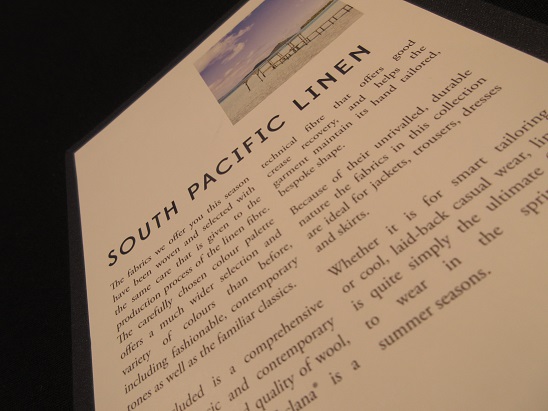 SOUTH PACIFIC LINEN
The fabrics we offer you this season
have been woven and selected with
the same care that is given to the
production process of the linen fibre.
The carefully chosen colour palette
offers a much wider selection and
variety of colours than before,
including fashionable, contemporary
tones as well as the familiar classics.
is a comprehensive
and contemporary
and quality of wool,
is a
technical fibre that offers good
crease recovery, and helps the
garment maintain its hand tailored,
bespoke shape.
Because of their unrivalled, durable
nature the fabrics in this collection
are ideal for jackets, trousers, dresses
and skirts.
Whether it is for smart tailoring
or cool, laid-back casual wear,
is quite simply the ultimate
to wear in the
summer seasons.